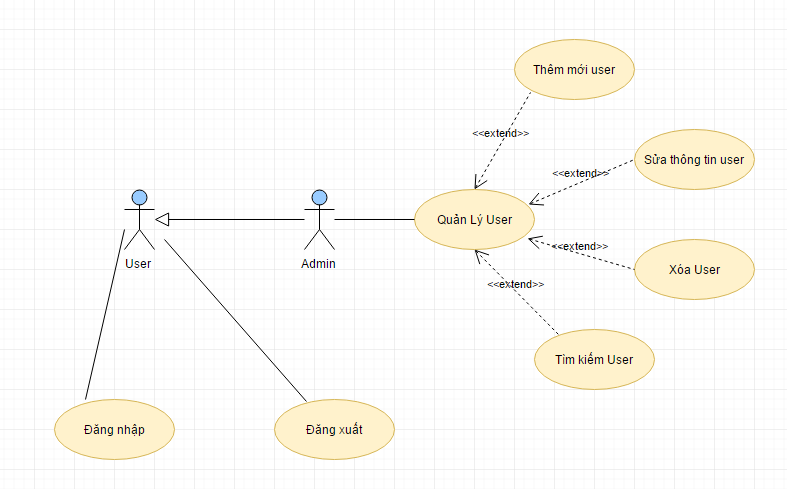 Thêm mới user
<<extend>>
Sửa thông tin user
<<extend>>
Quản Lý User
User
Admin
<<extend>>
Xóa User
<<extend>>
Tìm kiếm User
Đăng nhập
Đăng xuất